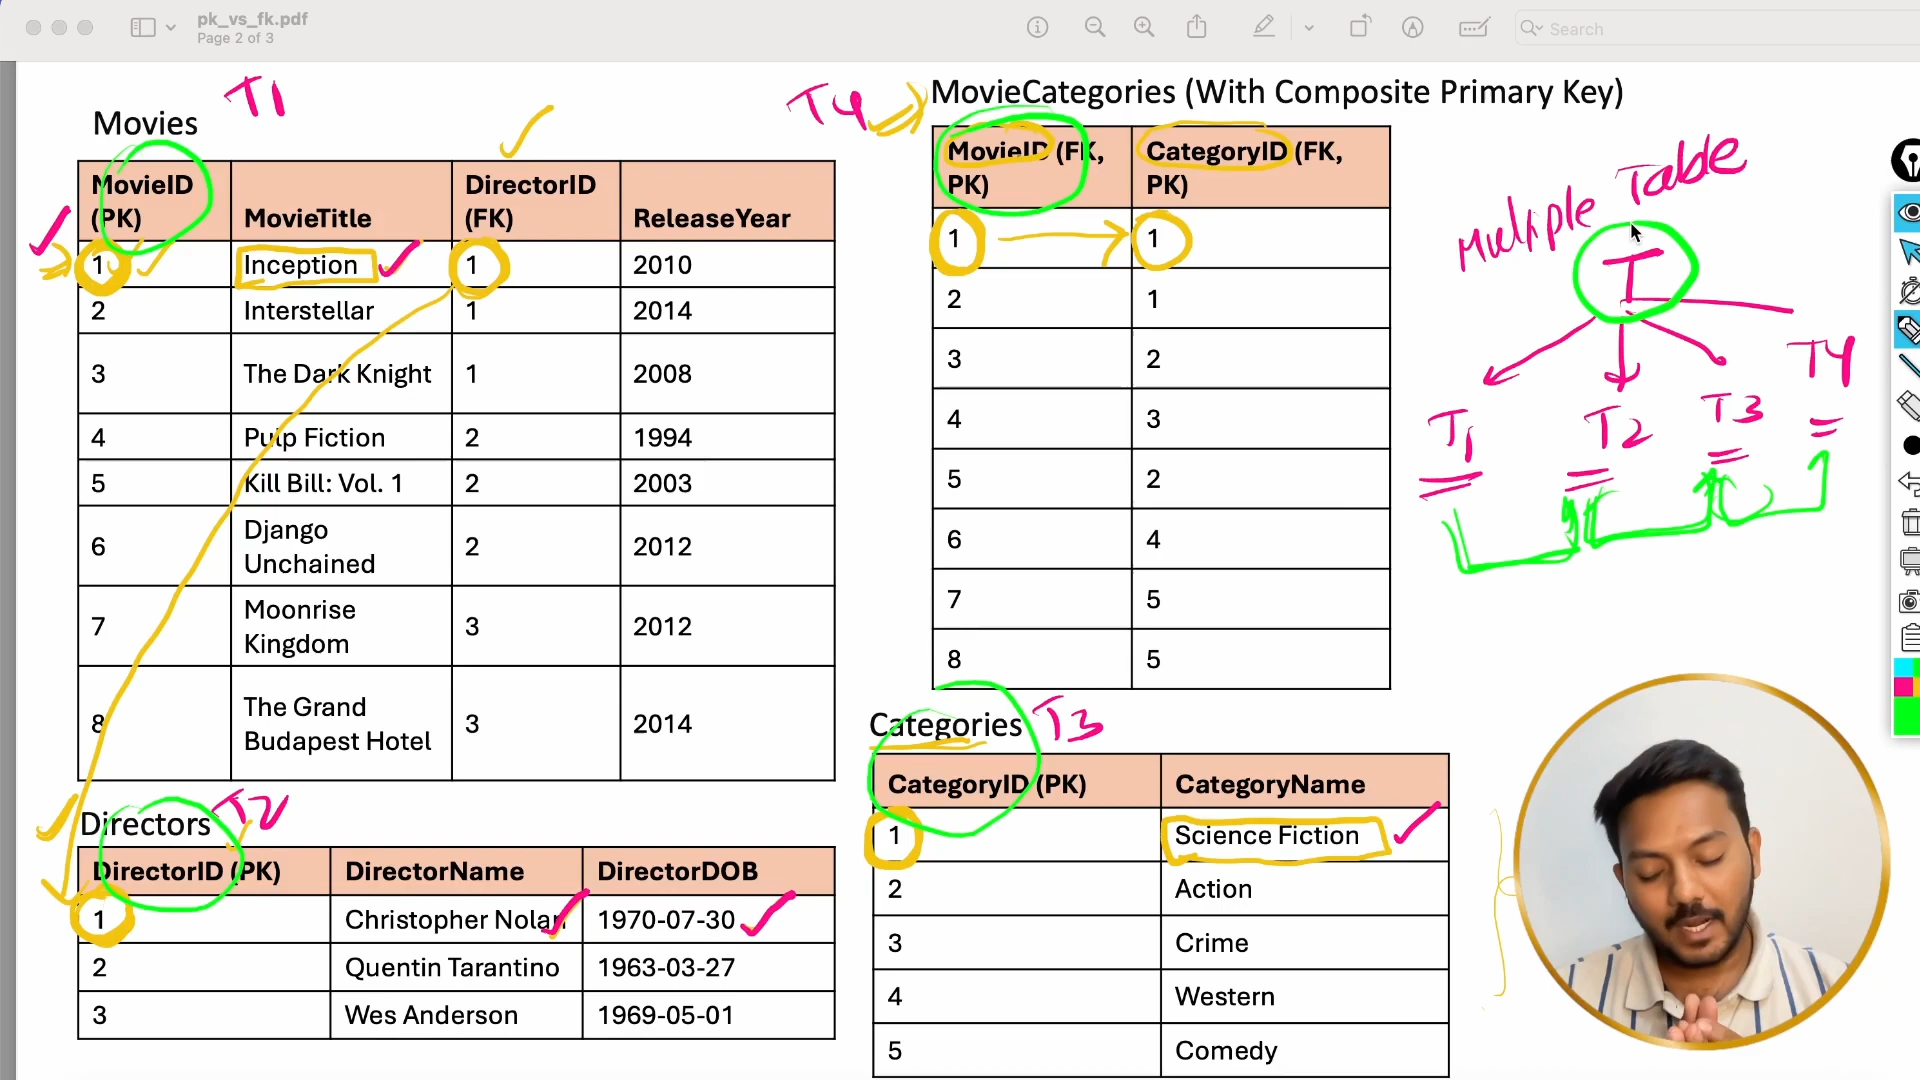 pk_vs_fk.pdf
Page 2 of 3
Search
T1
Movies
MovieID (PK) MovieTitle DirectorID (FK) ReleaseYear
1 Inception 1 2010
2 Interstellar 1 2014
3 The Dark Knight 1 2008
4 Pulp Fiction 2 1994
5 Kill Bill: Vol. 1 2 2003
6 Django Unchained 2 2012
7 Moonrise Kingdom 3 2012
8 The Grand Budapest Hotel 3 2014
T2
Directors
DirectorID (PK) DirectorName DirectorDOB
1 Christopher Nolan 1970-07-30
2 Quentin Tarantino 1963-03-27
3 Wes Anderson 1969-05-01
T4
MovieCategories (With Composite Primary Key)
MovieID (FK, PK) CategoryID (FK, PK)
1 1
2 1
3 2
4 3
5 2
6 4
7 5
8 5
Categories T3
CategoryID (PK) CategoryName
1 Science Fiction
2 Action
3 Crime
4 Western
5 Comedy
Multiple Table
T
T1 T2 T3 T4